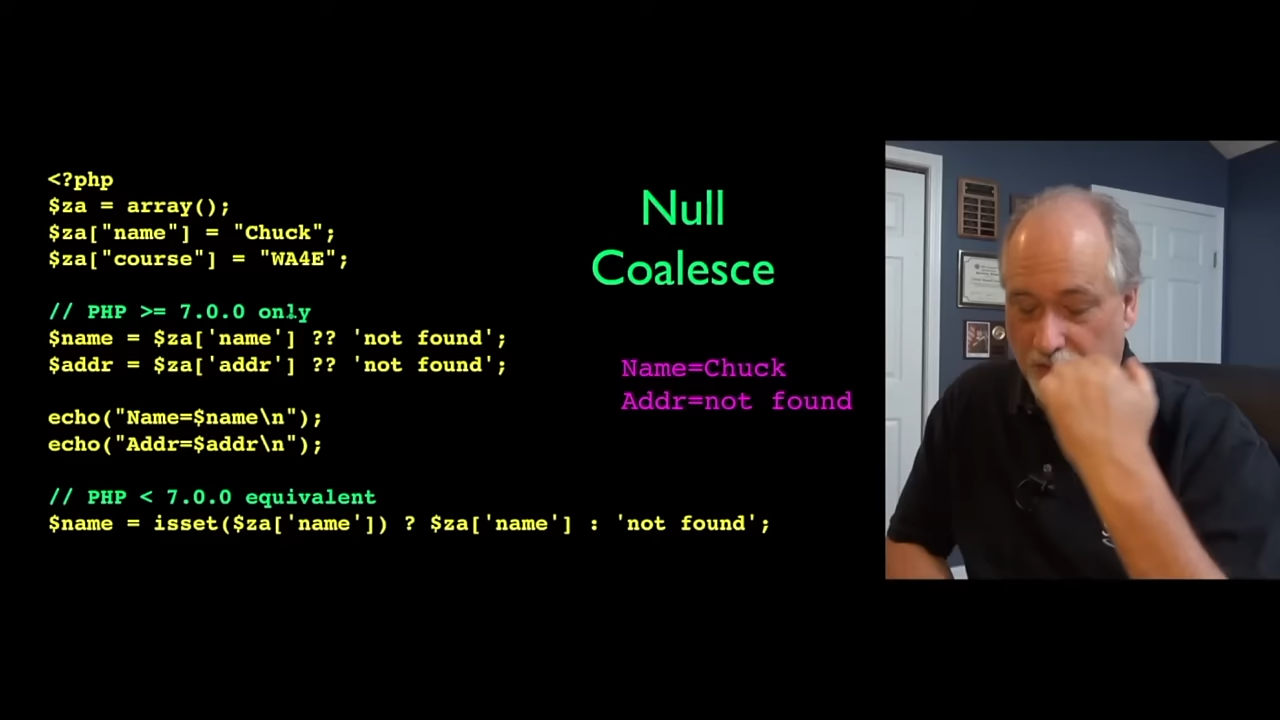 <?php
$za = array();
$za["name"] = "Chuck";
$za["course"] = "WA4E";
// PHP >= 7.0.0 only
$name = $za['name'] ?? 'not found';
$addr = $za['addr'] ?? 'not found';
echo("Name=$name\n");
echo("Addr=$addr\n");
// PHP < 7.0.0 equivalent
$name = isset($za['name']) ? $za['name'] : 'not found';
Null
Coalesce
Name=Chuck
Addr=not found